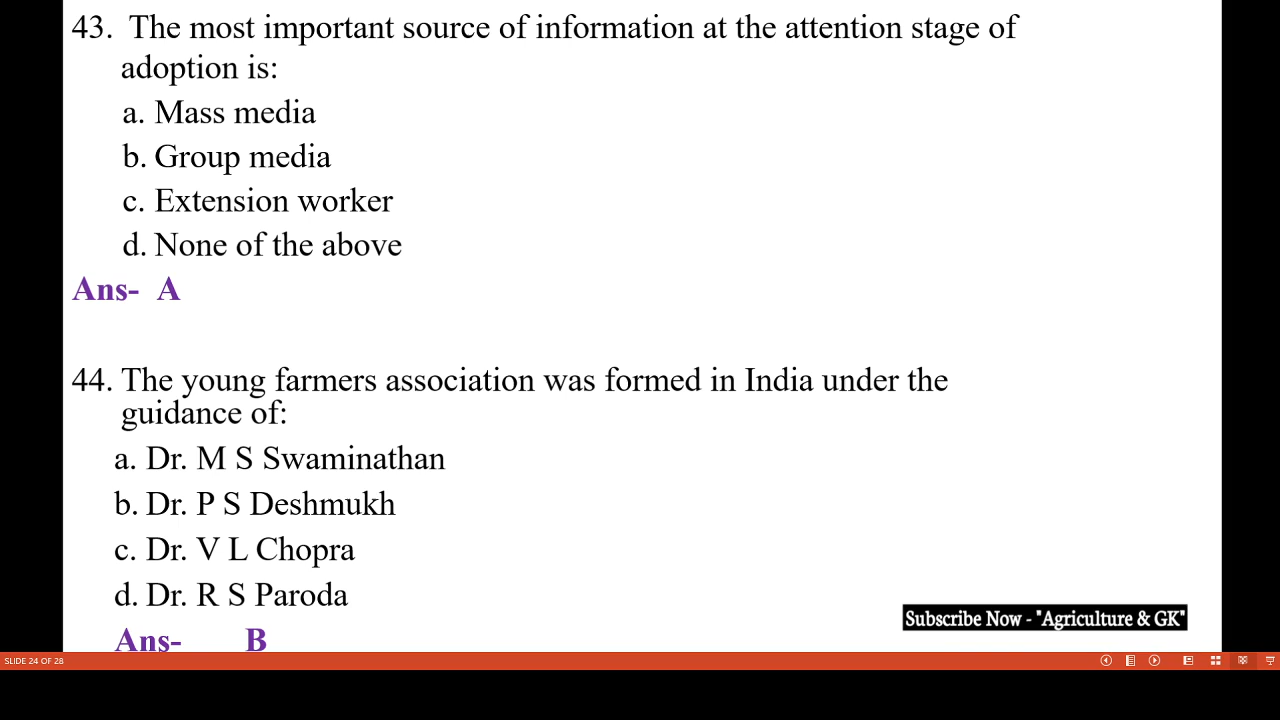 43. The most important source of information at the attention stage of
adoption is:
a. Mass media
b. Group media
c. Extension worker
d. None of the above
Ans- A
44. The young farmers association was formed in India under the
guidance of:
a. Dr. M S Swaminathan
b. Dr. P S Deshmukh
c. Dr. V L Chopra
d. Dr. R S Paroda
Subscribe Now - "Agriculture & GK"
Ans- B
SLIDE 24 OF 28